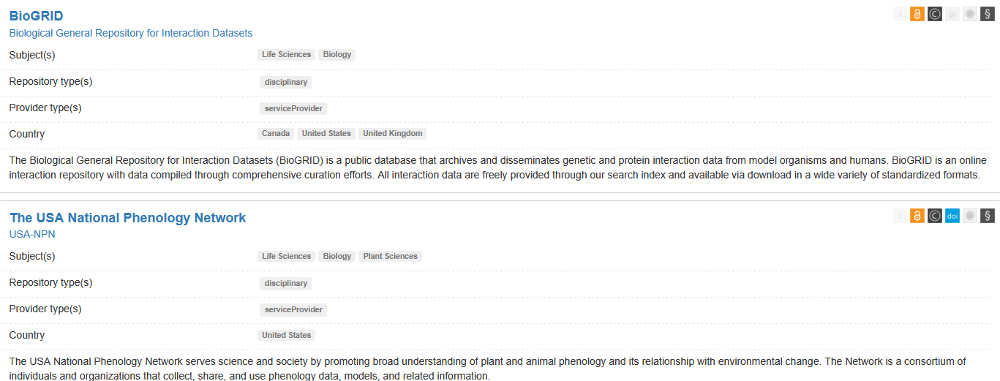 BioGRID
i © pi §
Biological General Repository for Interaction Datasets
Subject(s) Life Sciences Biology
Repository type(s) disciplinary
Provider type(s) serviceProvider
Country Canada United States United Kingdom
The Biological General Repository for Interaction Datasets (BioGRID) is a public database that archives and disseminates genetic and protein interaction data from model organisms and humans. BioGRID is an online
interaction repository with data compiled through comprehensive curation efforts. All interaction data are freely provided through our search index and available via download in a wide variety of standardized formats.
The USA National Phenology Network
i © doi §
USA-NPN
Subject(s) Life Sciences Biology Plant Sciences
Repository type(s) disciplinary
Provider type(s) serviceProvider
Country United States
The USA National Phenology Network serves science and society by promoting broad understanding of plant and animal phenology and its relationship with environmental change. The Network is a consortium of
individuals and organizations that collect, share, and use phenology data, models, and related information.